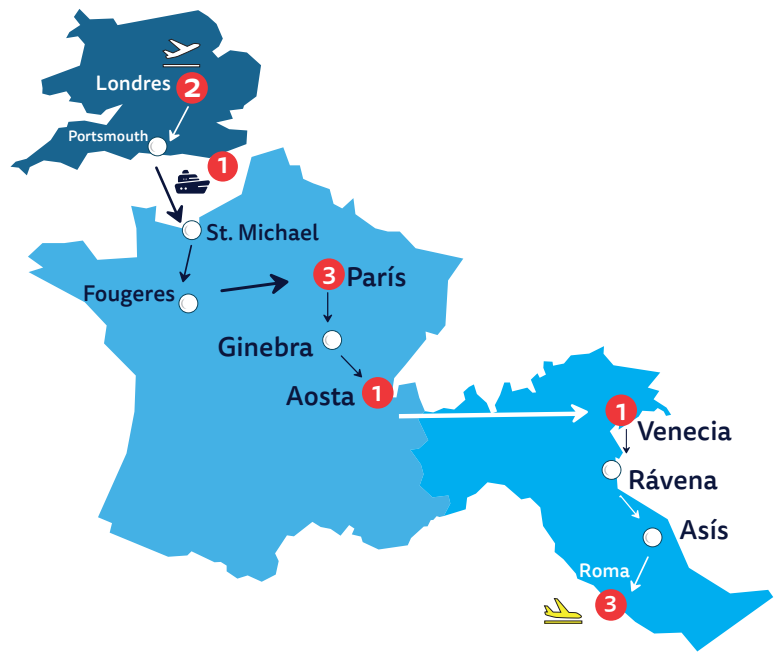 Londres 2
Portsmouth
1
St. Michael
Fougeres
3 París
Ginebra
Aosta 1
1
Venecia
Rávena
Asís
Roma
3